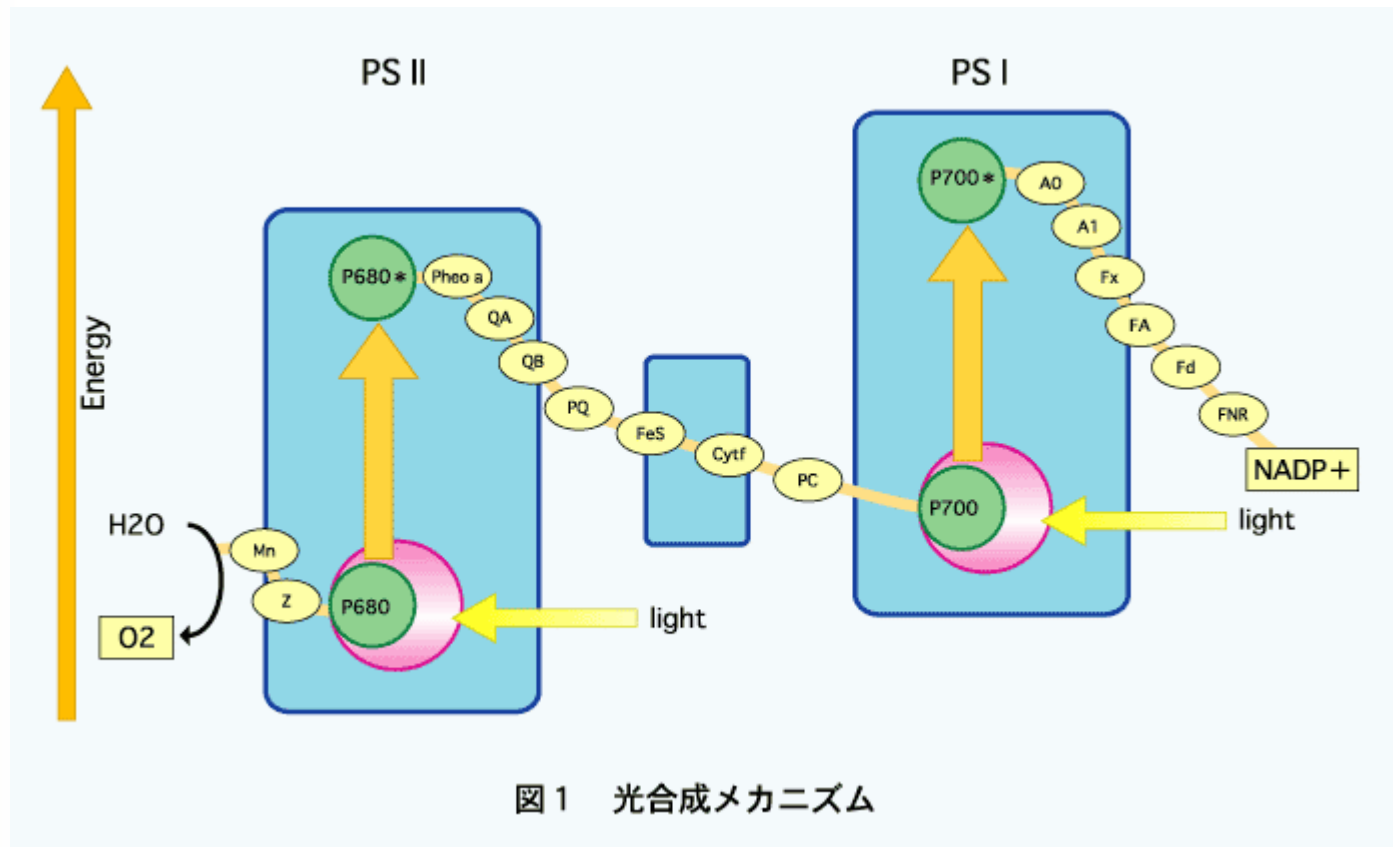 PS II
PS I
Energy
P700*
A0
A1
Fx
FA
Fd
FNR
NADP+
P680*
Pheo a
QA
QB
PQ
FeS
Cytf
PC
P700
light
H2O
Mn
Z
P680
light
O2
図1 光合成メカニズム